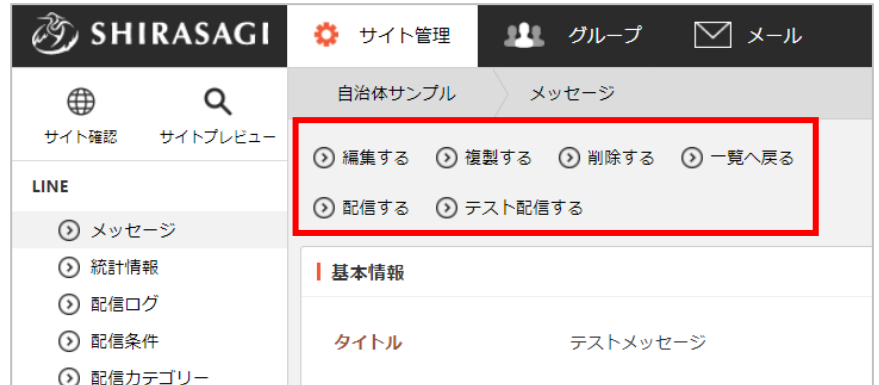 SHIRASAGI
サイト管理 グループ メール
サイト確認 サイトプレビュー
LINE
メッセージ
統計情報
配信ログ
配信条件
配信カテゴリー
自治体サンプル メッセージ
編集する 複製する 削除する 一覧へ戻る
配信する テスト配信する
基本情報
タイトル テストメッセージ